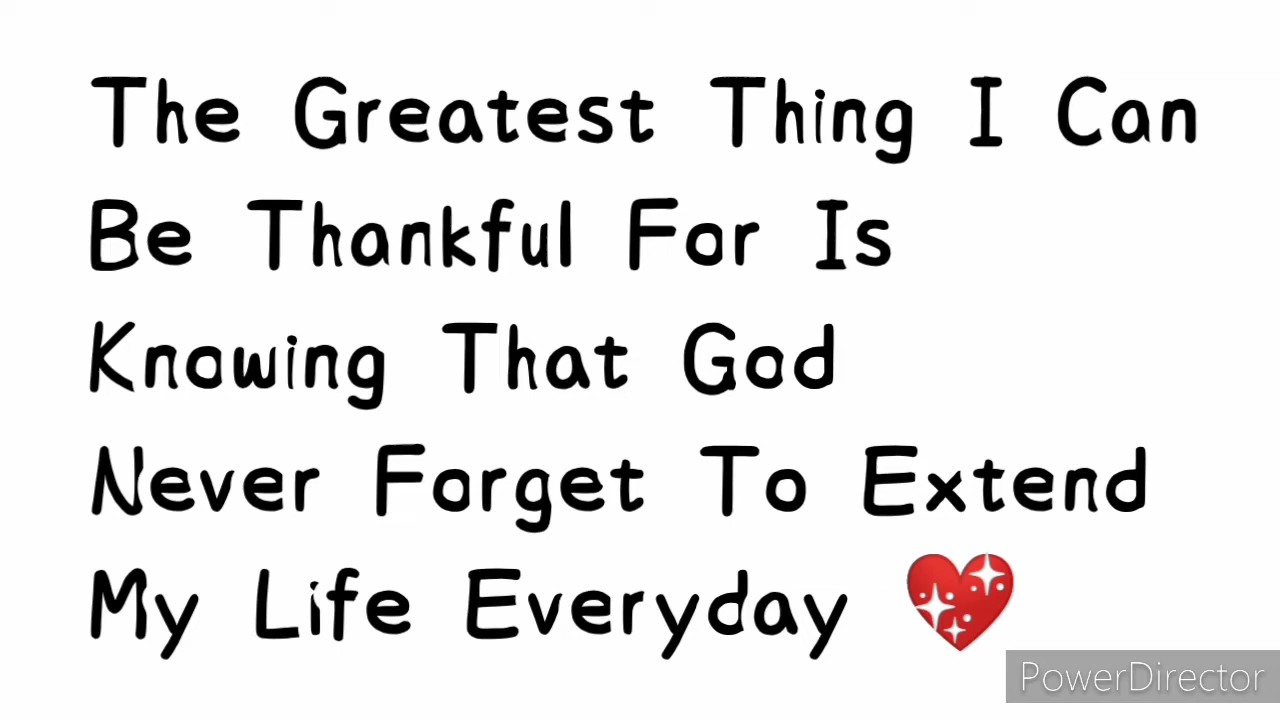 The Greatest Thing I Can
Be Thankful For Is
Knowing That God
Never Forget To Extend
My Life Everyday 💖
PowerDirector